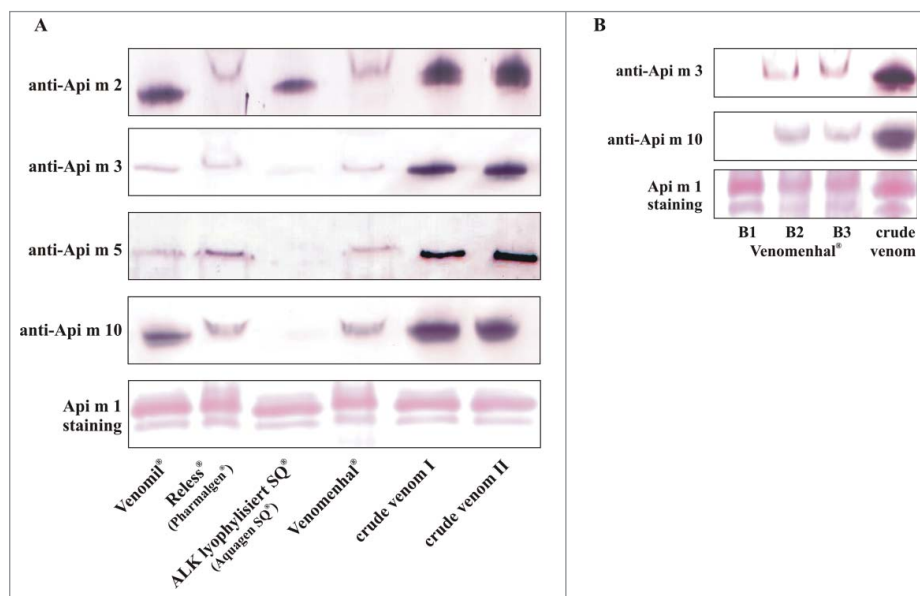 A
anti-Api m 2
anti-Api m 3
anti-Api m 5
anti-Api m 10
Api m 1
staining
Venomil®
Reless®
(Pharmalgen®)
ALK lyophylisiert SQ®
(Aquagen SQ®)
Venomenhal®
crude venom I
crude venom II
B
anti-Api m 3
anti-Api m 10
Api m 1
staining
B1 B2 B3 crude
Venomenhal® venom